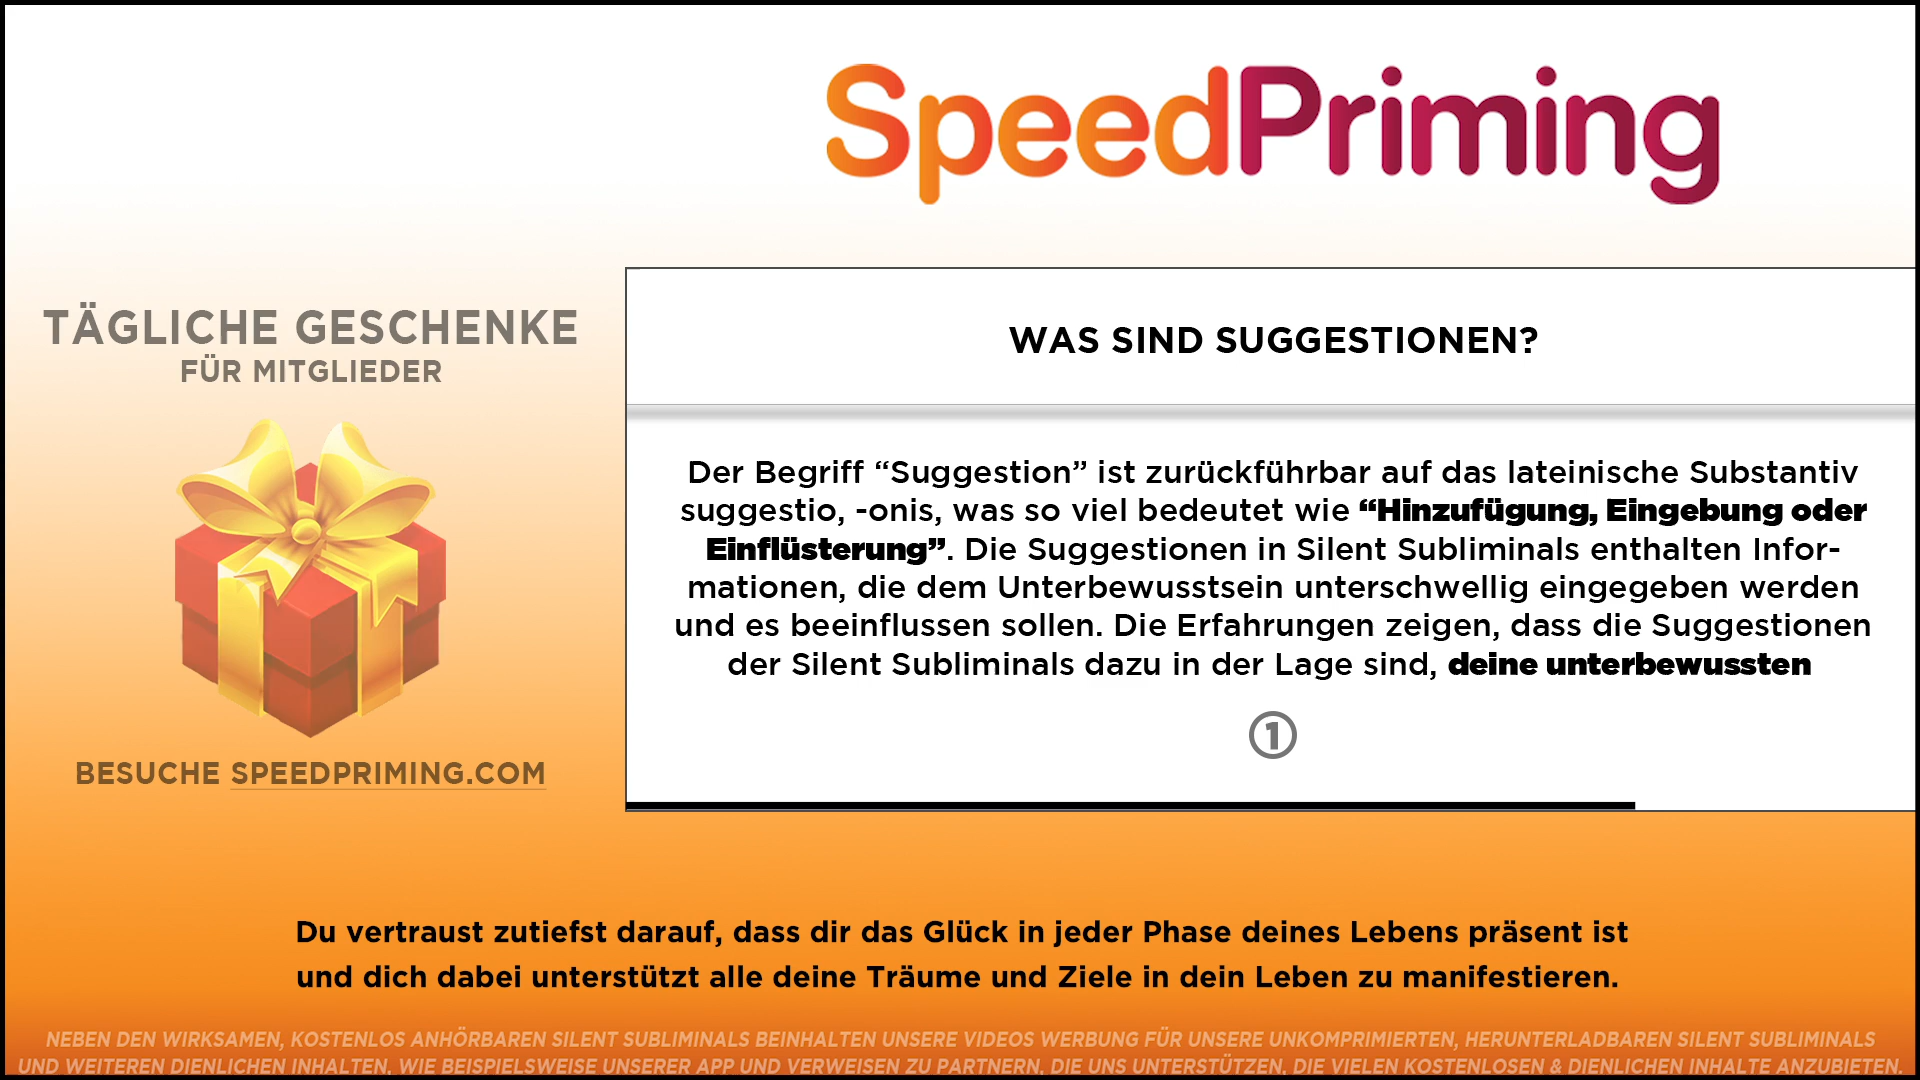 SpeedPriming
TÄGLICHE GESCHENKE
FÜR MITGLIEDER
BESUCHE SPEEDPRIMING.COM
WAS SIND SUGGESTIONEN?
Der Begriff “Suggestion” ist zurückführbar auf das lateinische Substantiv
suggestio, -onis, was so viel bedeutet wie “Hinzufügung, Eingebung oder
Einflüsterung”. Die Suggestionen in Silent Subliminals enthalten Infor-
mationen, die dem Unterbewusstsein unterschwellig eingegeben werden
und es beeinflussen sollen. Die Erfahrungen zeigen, dass die Suggestionen
der Silent Subliminals dazu in der Lage sind, deine unterbewussten
1
Du vertraust zutiefst darauf, dass dir das Glück in jeder Phase deines Lebens präsent ist
und dich dabei unterstützt alle deine Träume und Ziele in dein Leben zu manifestieren.
NEBEN DEN WIRKSAMEN, KOSTENLOS ANHÖRBAREN SILENT SUBLIMINALS BEINHALTEN UNSERE VIDEOS WERBUNG FÜR UNSERE UNKOMPRIMIERTEN, HERUNTERLADBAREN SILENT SUBLIMINALS
UND WEITEREN DIENLICHEN INHALTEN, WIE BEISPIELSWEISE UNSERER APP UND VERWEISEN ZU PARTNERN, DIE UNS UNTERSTÜTZEN, DIE VIELEN KOSTENLOSEN & DIENLICHEN INHALTE ANZUBIETEN.